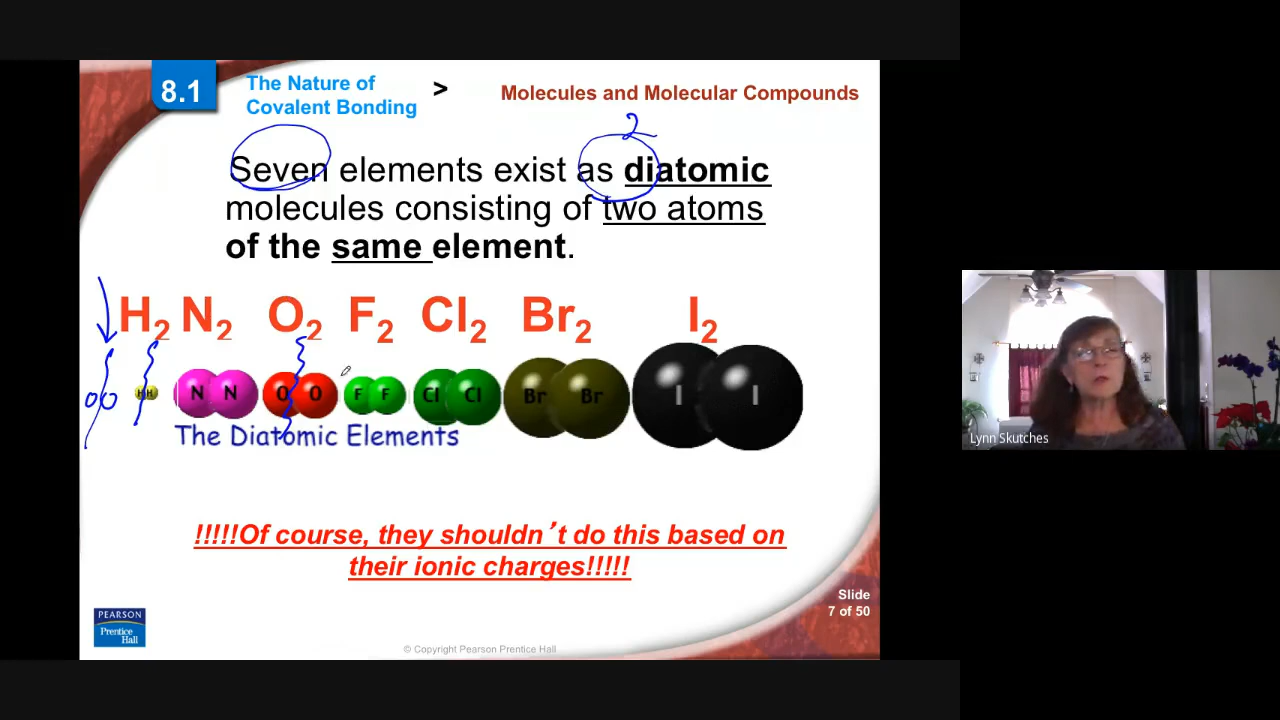 8.1
The Nature of
Covalent Bonding
>
Molecules and Molecular Compounds
2
Seven elements exist as diatomic
molecules consisting of two atoms
of the same element.
H₂ N₂ O₂ F₂ Cl₂ Br₂ I₂
H H N N O O F F Cl Cl Br Br I I
The Diatomic Elements
!!!!!Of course, they shouldn't do this based on
their ionic charges!!!!!
Slide
7 of 50
PEARSON
Prentice
Hall
© Copyright Pearson Prentice Hall
Lynn Skutches